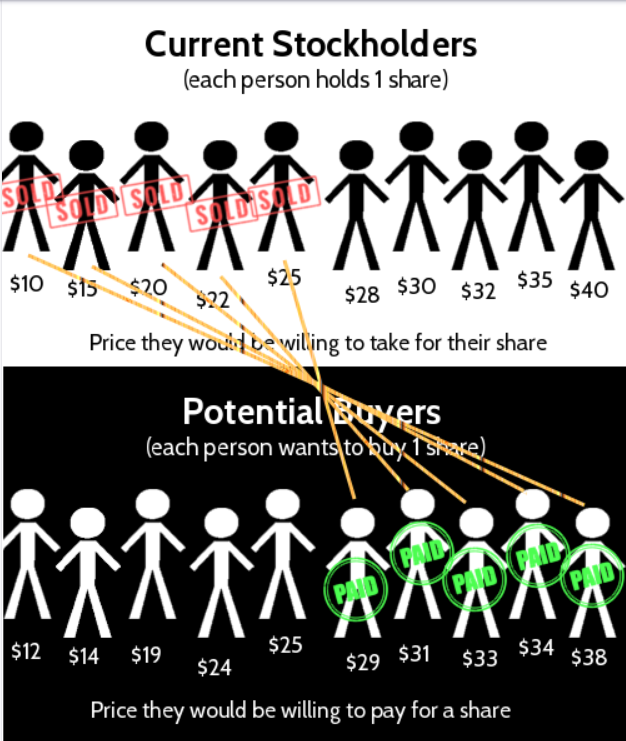 Current Stockholders
(each person holds 1 share)
SOLD SOLD SOLD SOLD SOLD
$10 $15 $20 $22 $25 $28 $30 $32 $35 $40
Price they would be willing to take for their share
Potential Buyers
(each person wants to buy 1 share)
PAID PAID PAID PAID PAID
$12 $14 $19 $24 $25 $29 $31 $33 $34 $38
Price they would be willing to pay for a share